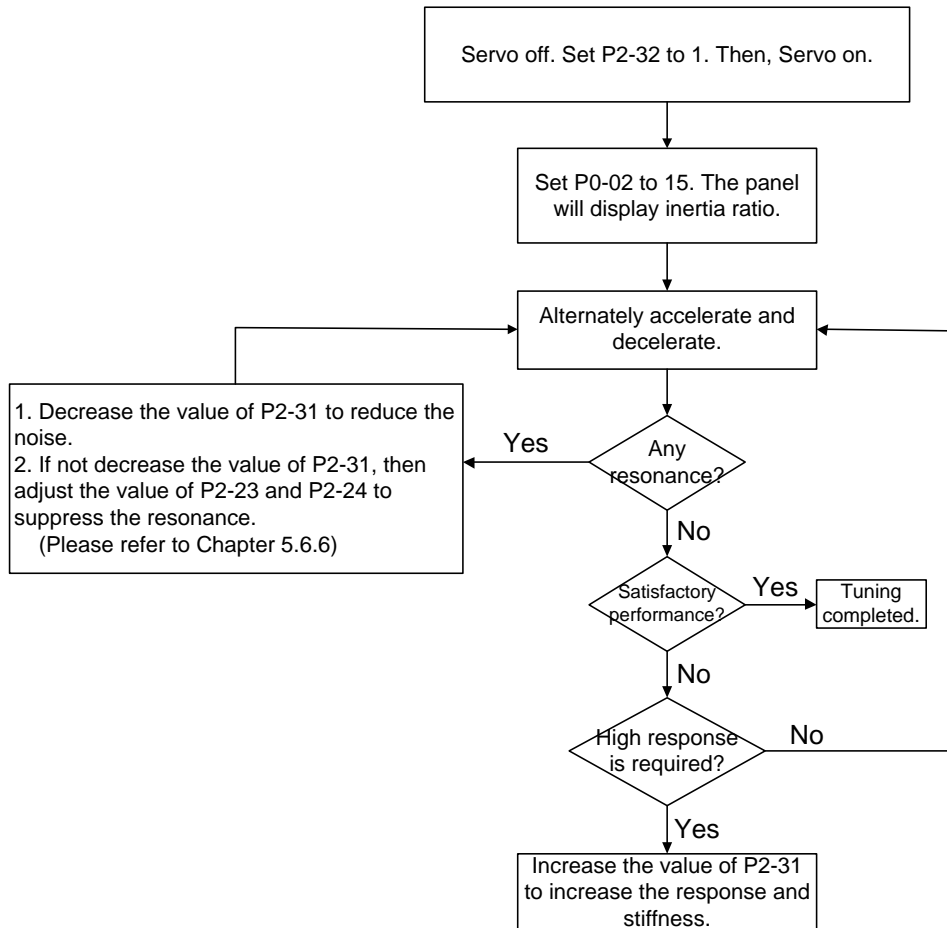 Servo off. Set P2-32 to 1. Then, Servo on.
Set P0-02 to 15. The panel
will display inertia ratio.
Alternately accelerate and
decelerate.
1. Decrease the value of P2-31 to reduce the
noise.
2. If not decrease the value of P2-31, then
adjust the value of P2-23 and P2-24 to
suppress the resonance.
(Please refer to Chapter 5.6.6)
Yes
Any
resonance?
No
Satisfactory
performance?
Yes
Tuning
completed.
No
High response
is required?
No
Yes
Increase the value of P2-31
to increase the response and
stiffness.